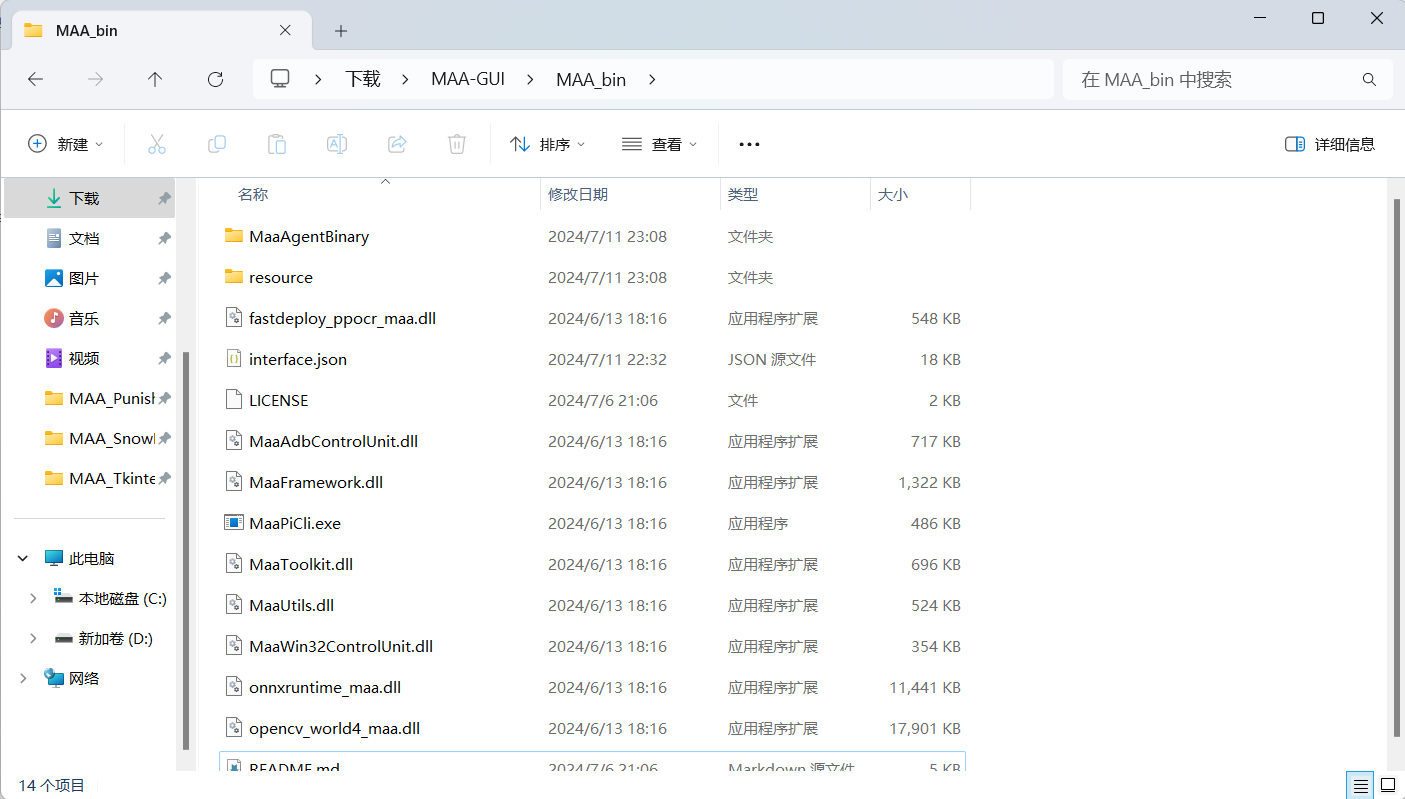 MAA_bin
下载 MAA-GUI MAA_bin
在 MAA_bin 中搜索
新建 排序 查看 详细信息
名称 修改日期 类型 大小
下载
文档
图片
音乐
视频
MAA_Punish
MAA_Snow
MAA_Tkinte
此电脑
本地磁盘 (C:)
新加卷 (D:)
网络
MaaAgentBinary 2024/7/11 23:08 文件夹
resource 2024/7/11 23:08 文件夹
fastdeploy_ppocr_maa.dll 2024/6/13 18:16 应用程序扩展 548 KB
interface.json 2024/7/11 22:32 JSON 源文件 18 KB
LICENSE 2024/7/6 21:06 文件 2 KB
MaaAdbControlUnit.dll 2024/6/13 18:16 应用程序扩展 717 KB
MaaFramework.dll 2024/6/13 18:16 应用程序扩展 1,322 KB
MaaPiCli.exe 2024/6/13 18:16 应用程序 486 KB
MaaToolkit.dll 2024/6/13 18:16 应用程序扩展 696 KB
MaaUtils.dll 2024/6/13 18:16 应用程序扩展 524 KB
MaaWin32ControlUnit.dll 2024/6/13 18:16 应用程序扩展 354 KB
onnxruntime_maa.dll 2024/6/13 18:16 应用程序扩展 11,441 KB
opencv_world4_maa.dll 2024/6/13 18:16 应用程序扩展 17,901 KB
README.md 2024/7/6 21:06 Markdown 源文件 5 KB
14 个项目